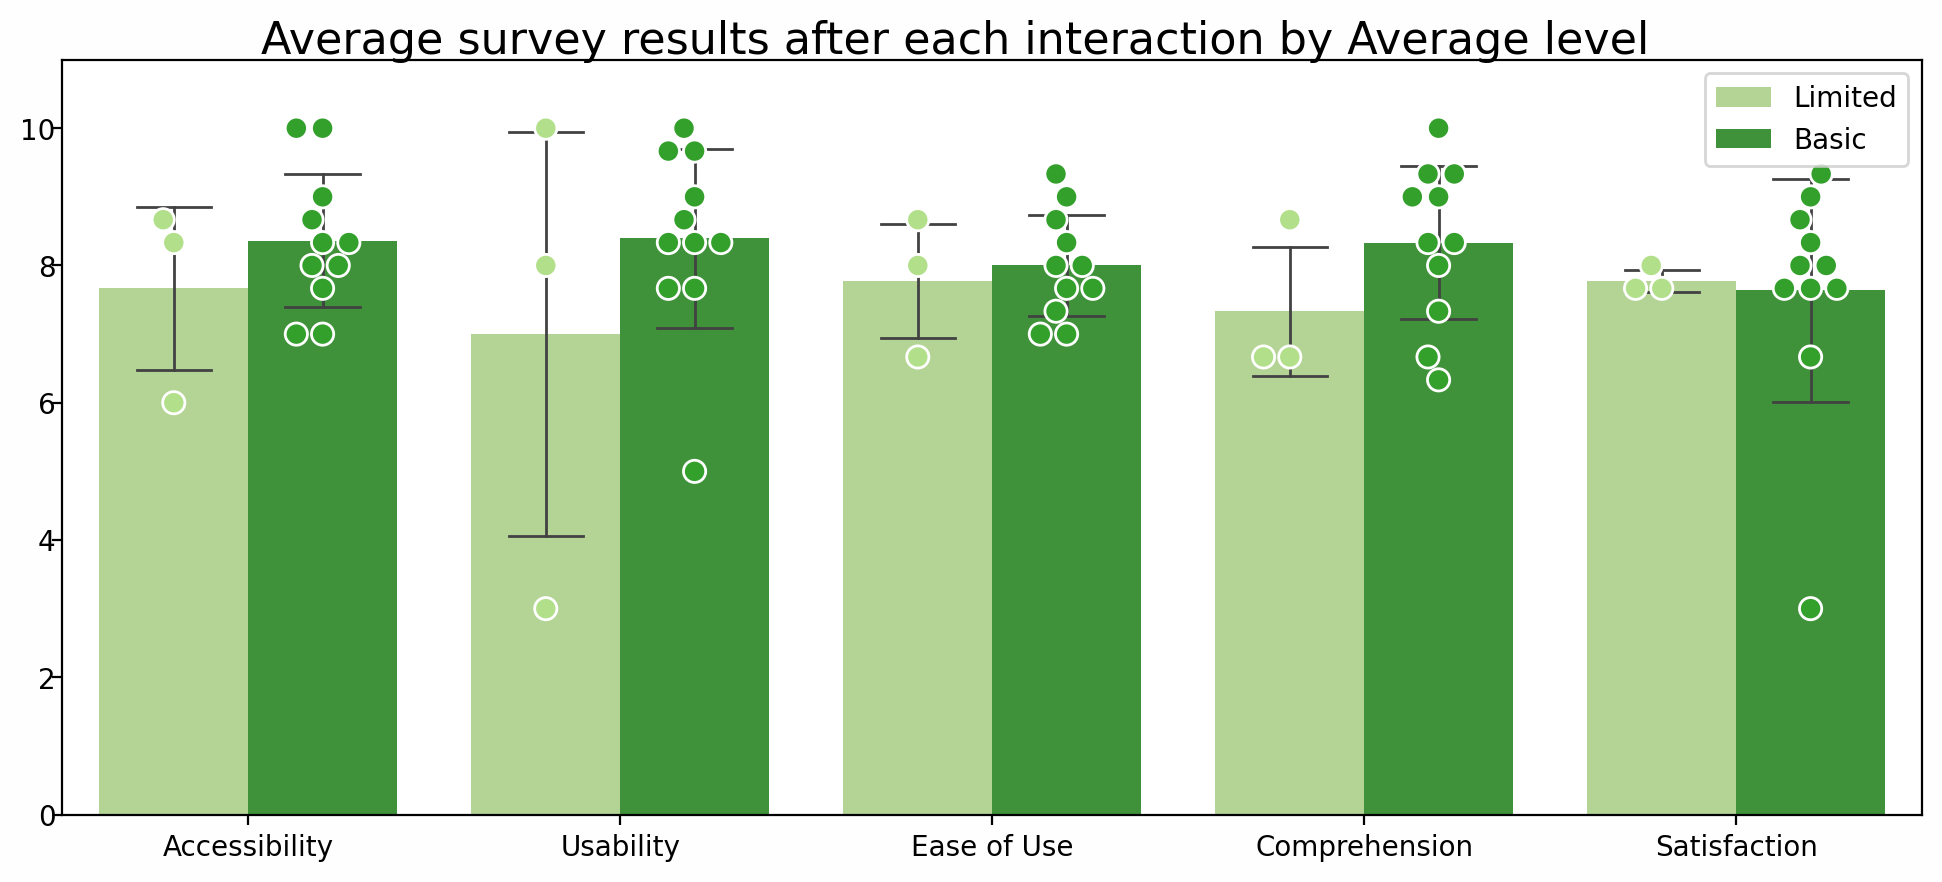 Average survey results after each interaction by Average level
Limited
Basic
10
8
6
4
2
0
Accessibility
Usability
Ease of Use
Comprehension
Satisfaction